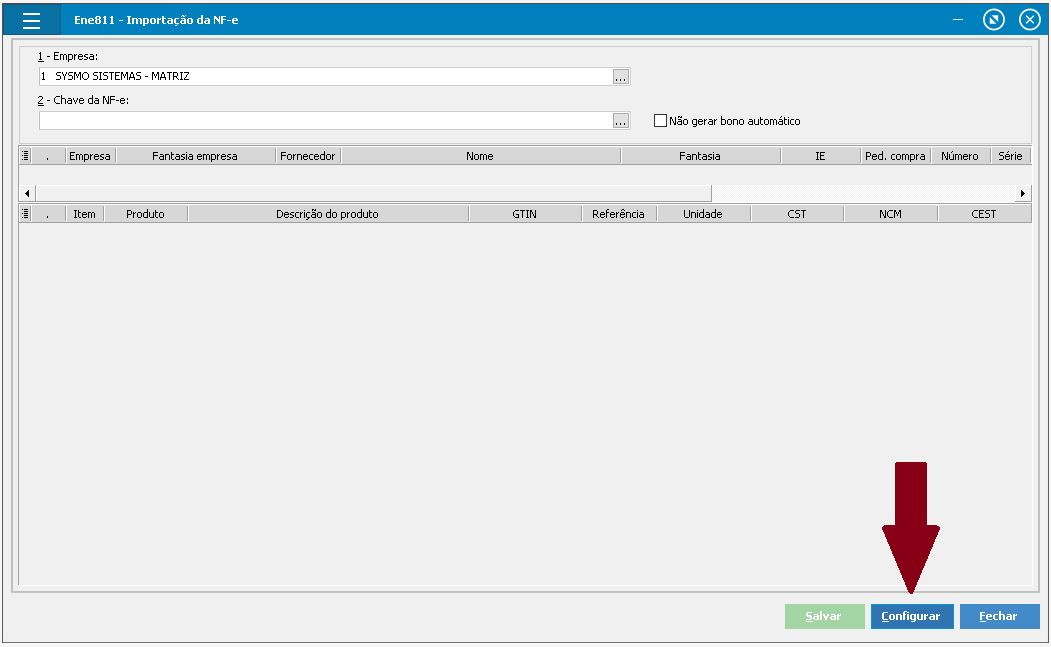 Ene811 - Importação da NF-e
1 - Empresa:
1 SYSMO SISTEMAS - MATRIZ ...
2 - Chave da NF-e:
... Não gerar bono automático
. Empresa Fantasia empresa Fornecedor Nome Fantasia IE Ped. compra Número Série
. Item Produto Descrição do produto GTIN Referência Unidade CST NCM CEST
Salvar Configurar Fechar